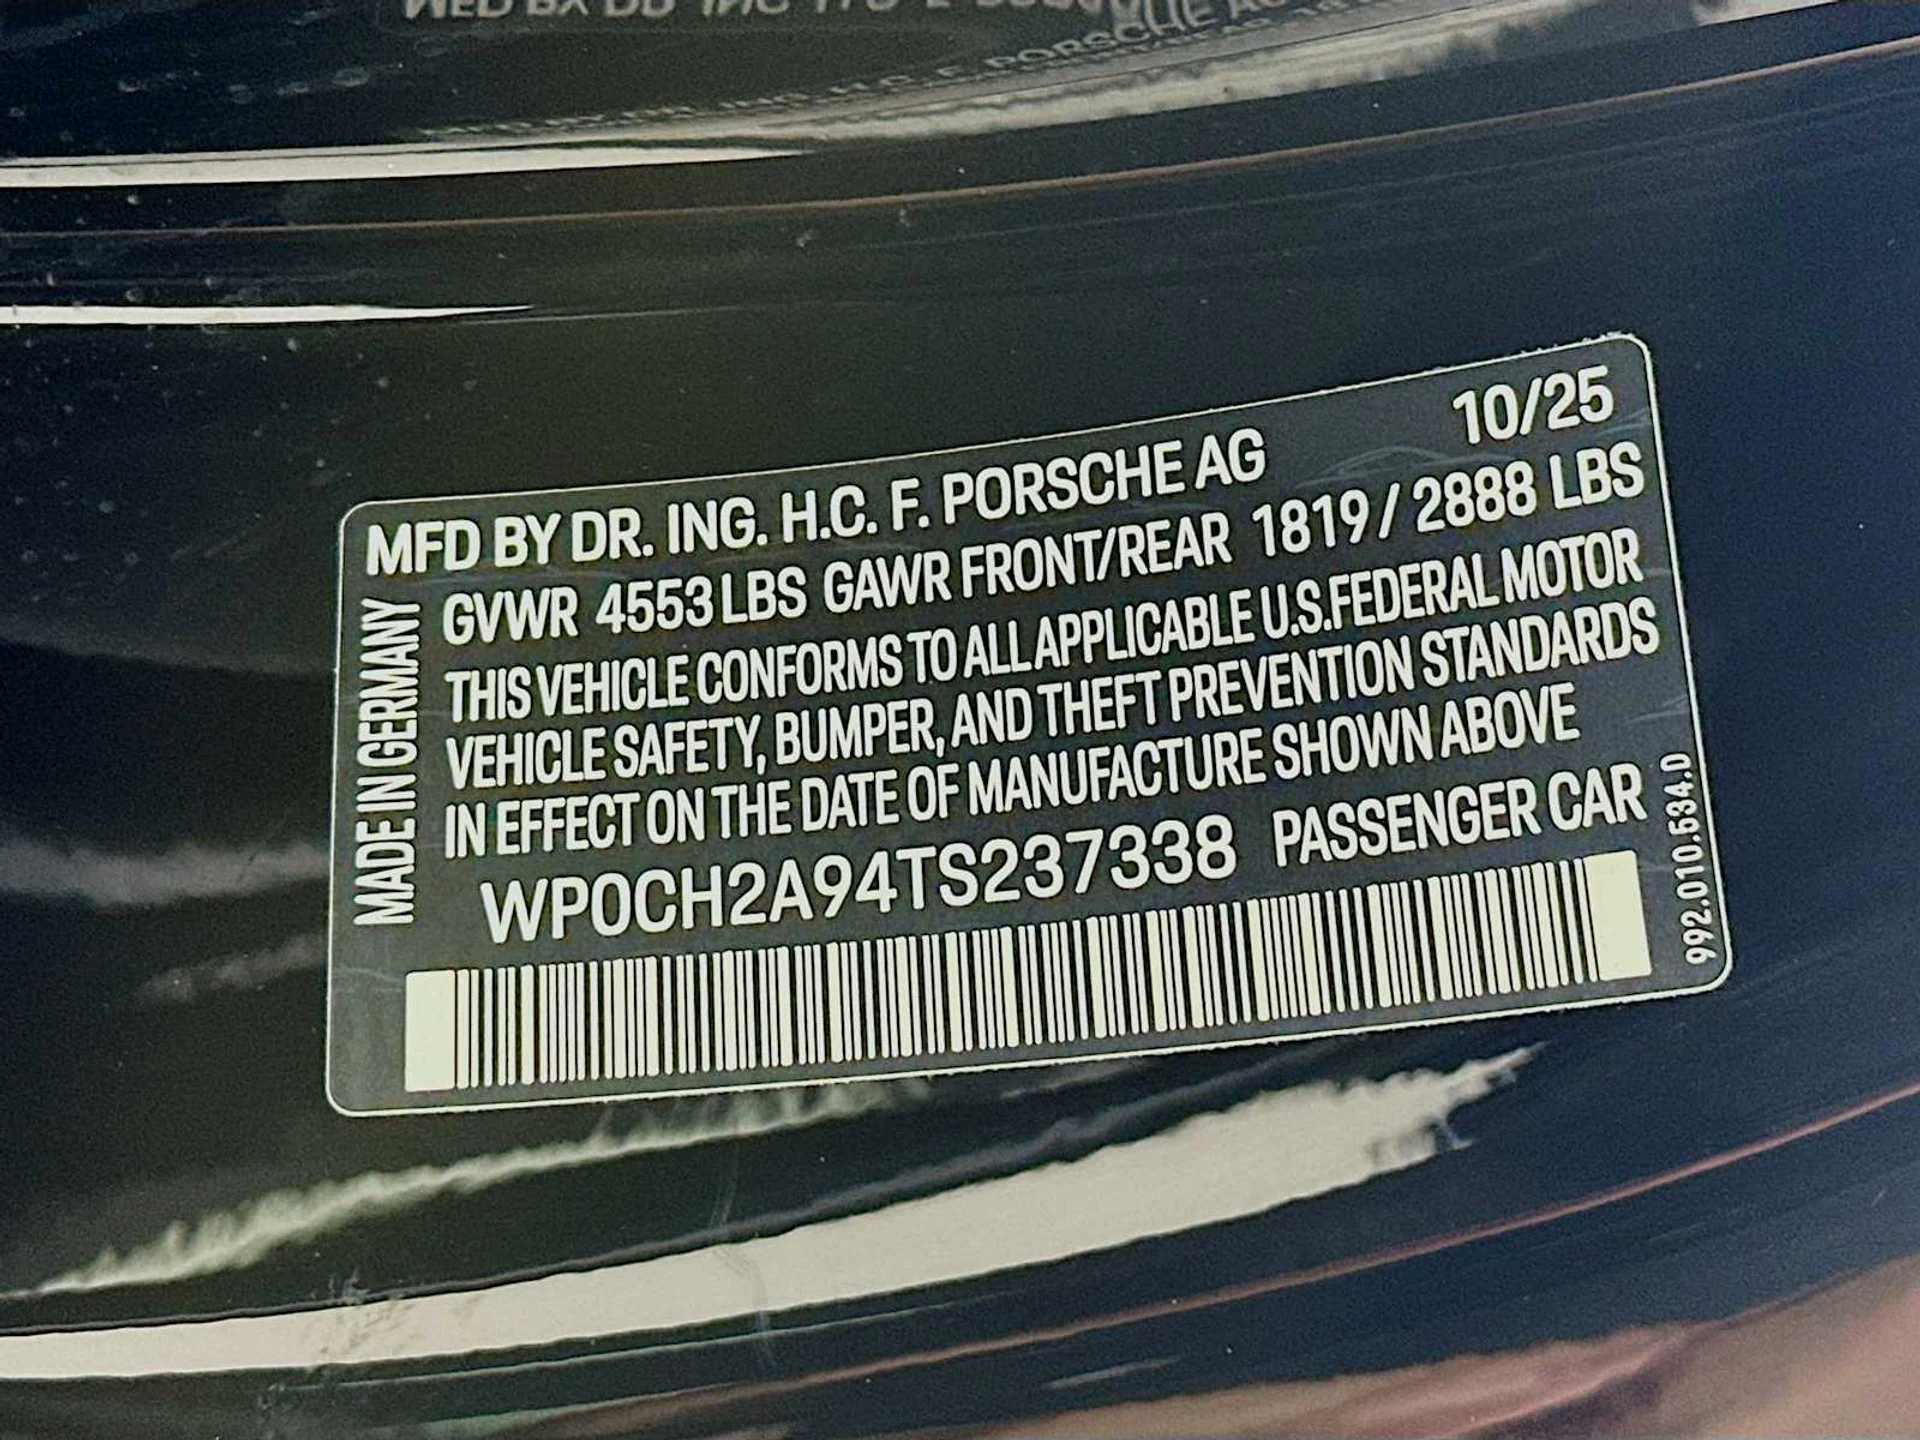 MFD BY DR. ING. H.C. F. PORSCHE AG 10/25
GVWR 4553 LBS GAWR FRONT/REAR 1819 / 2888 LBS
THIS VEHICLE CONFORMS TO ALL APPLICABLE U.S.FEDERAL MOTOR
VEHICLE SAFETY, BUMPER, AND THEFT PREVENTION STANDARDS
IN EFFECT ON THE DATE OF MANUFACTURE SHOWN ABOVE
WP0CH2A94TS237338 PASSENGER CAR
MADE IN GERMANY
992.010.534.D